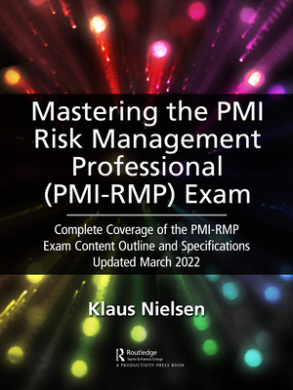 Mastering the PMI
Risk Management
Professional
(PMI-RMP) Exam
Complete Coverage of the PMI-RMP
Exam Content Outline and Specifications
Updated March 2022
Klaus Nielsen
R
Routledge
Taylor & Francis Group
A PRODUCTIVITY PRESS BOOK